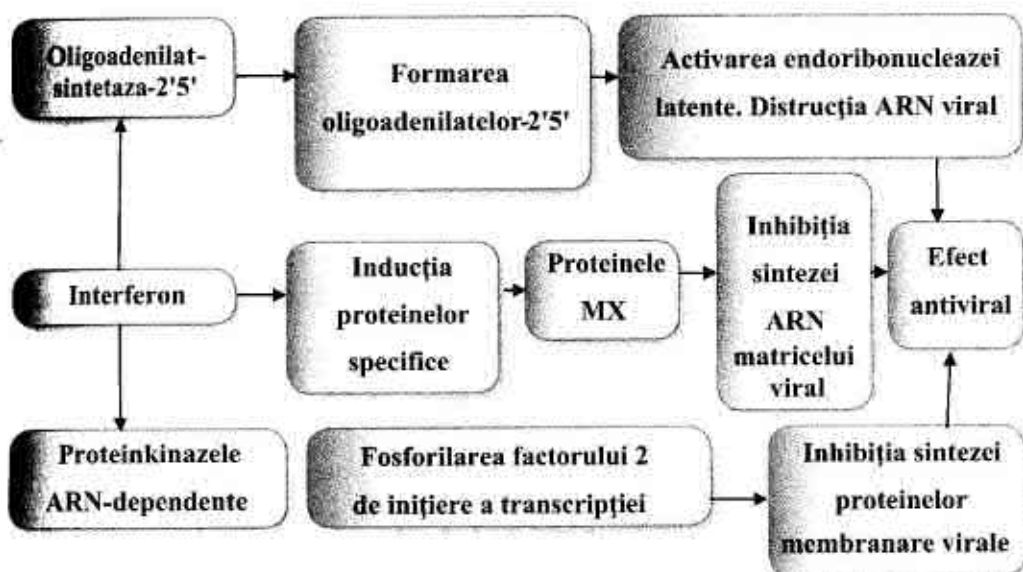 Oligoadenilat-
sintetaza-2'5'
Formarea
oligoadenilatelor-2'5'
Activarea endoribonucleazei
latente. Distrucția ARN viral
Interferon
Inducția
proteinelor
specifice
Proteinele
MX
Inhibiția
sintezei
ARN
matricelui
viral
Efect
antiviral
Proteinkinazele
ARN-dependente
Fosforilarea factorului 2
de inițiere a transcripției
Inhibiția sintezei
proteinelor
membranare virale